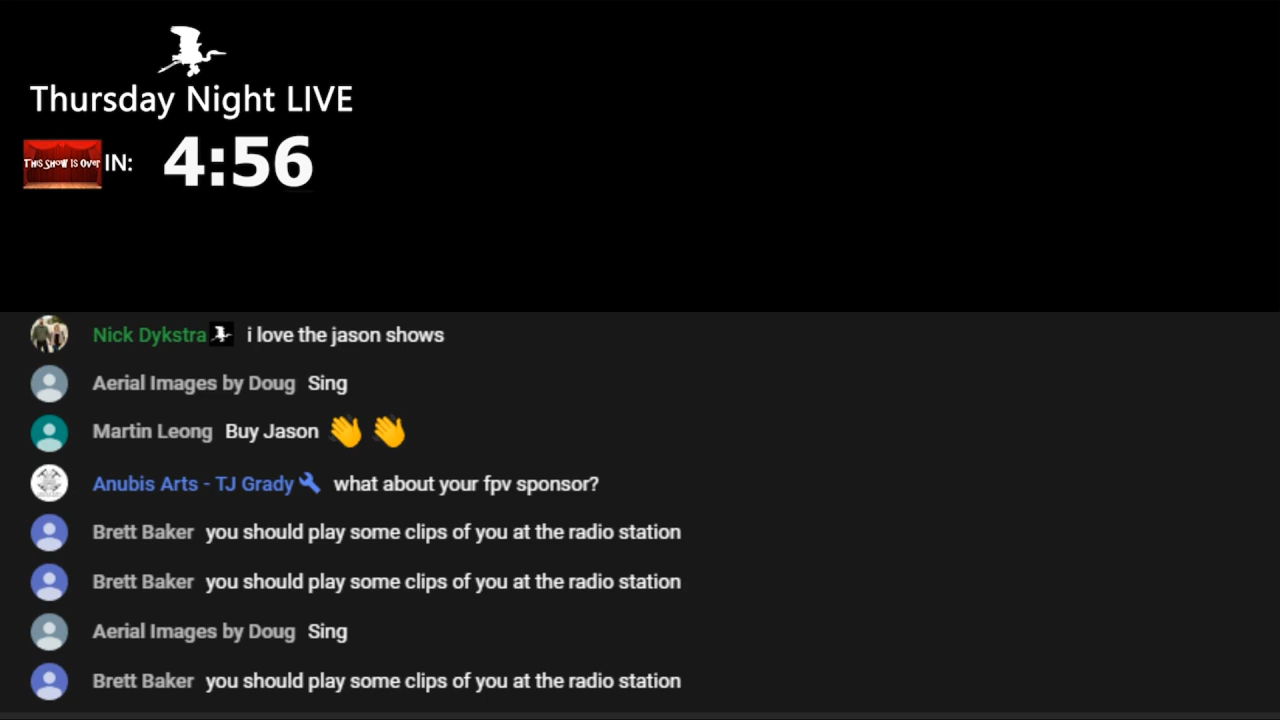 Thursday Night LIVE
THIS SHOW IS OVER IN: 4:56
Nick Dykstra i love the jason shows
Aerial Images by Doug Sing
Martin Leong Buy Jason 👋 👋
Anubis Arts - TJ Grady what about your fpv sponsor?
Brett Baker you should play some clips of you at the radio station
Brett Baker you should play some clips of you at the radio station
Aerial Images by Doug Sing
Brett Baker you should play some clips of you at the radio station